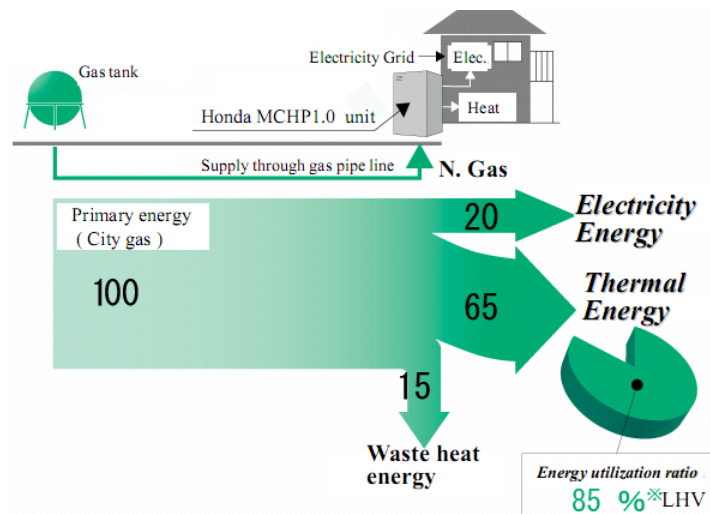 Gas tank
Electricity Grid
Elec.
Honda MCHP1.0 unit
Heat
Supply through gas pipe line
N. Gas
Primary energy
( City gas )
100
20
Electricity
Energy
65
Thermal
Energy
15
Waste heat
energy
Energy utilization ratio
85 %※LHV